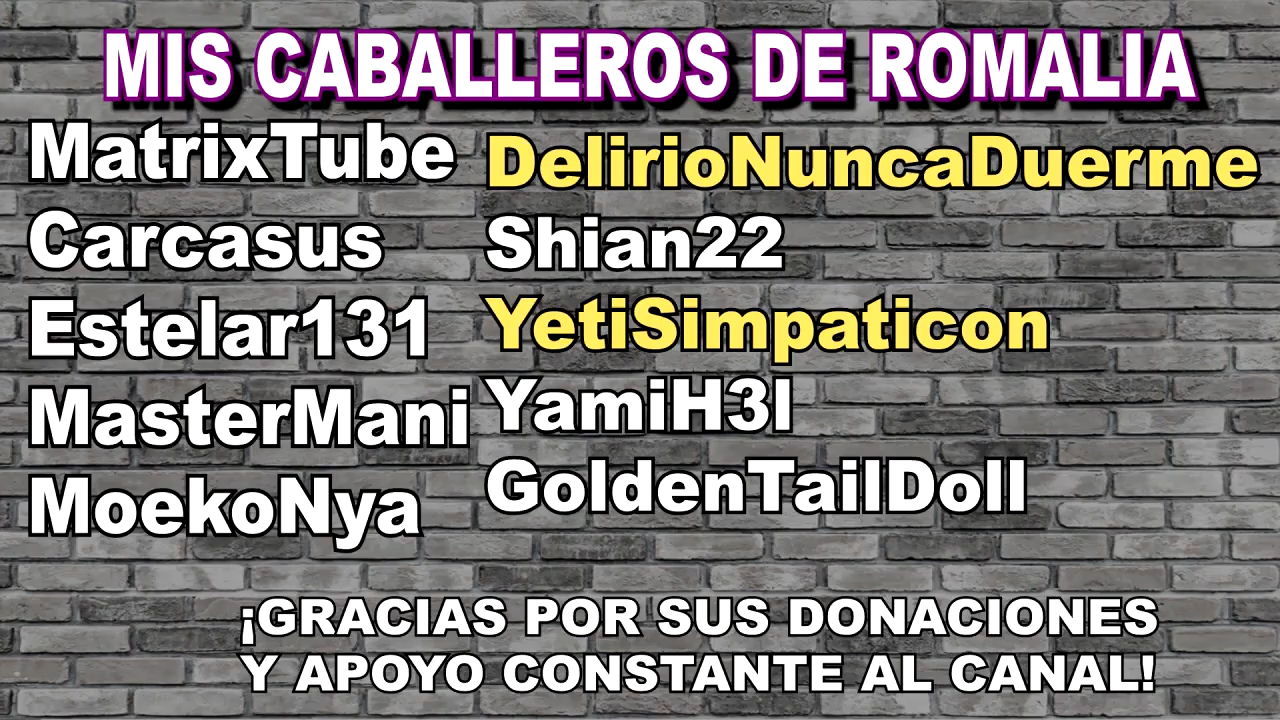 MIS CABALLEROS DE ROMALIA
MatrixTube
Carcasus
Estelar131
MasterMani
MoekoNya
DelirioNuncaDuerme
Shian22
YetiSimpaticon
YamiH3l
GoldenTailDoll
¡GRACIAS POR SUS DONACIONES
Y APOYO CONSTANTE AL CANAL!